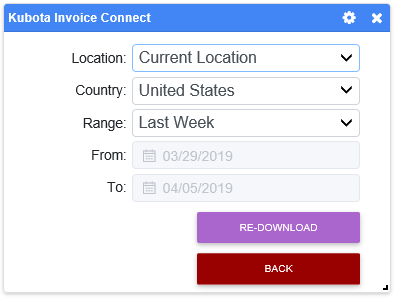 Kubota Invoice Connect
Location: Current Location
Country: United States
Range: Last Week
From: 03/29/2019
To: 04/05/2019
RE-DOWNLOAD
BACK